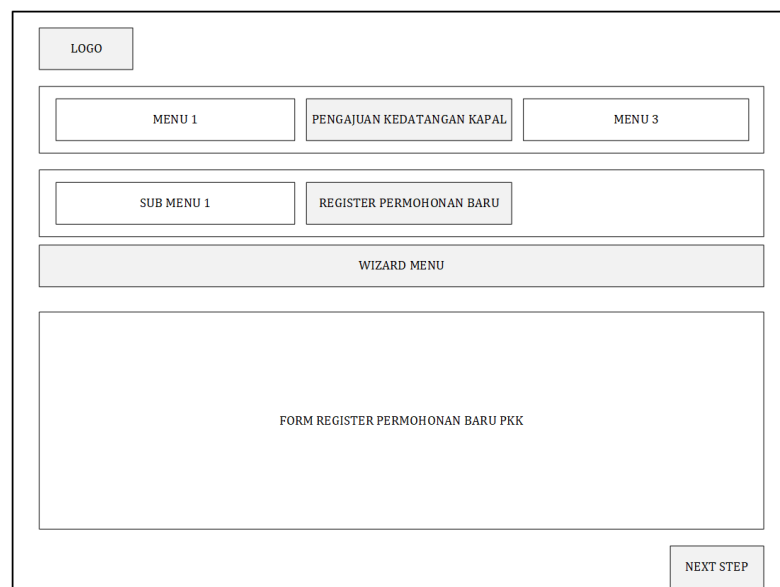 LOGO
MENU 1
PENGAJUAN KEDATANGAN KAPAL
MENU 3
SUB MENU 1
REGISTER PERMOHONAN BARU
WIZARD MENU
FORM REGISTER PERMOHONAN BARU PKK
NEXT STEP